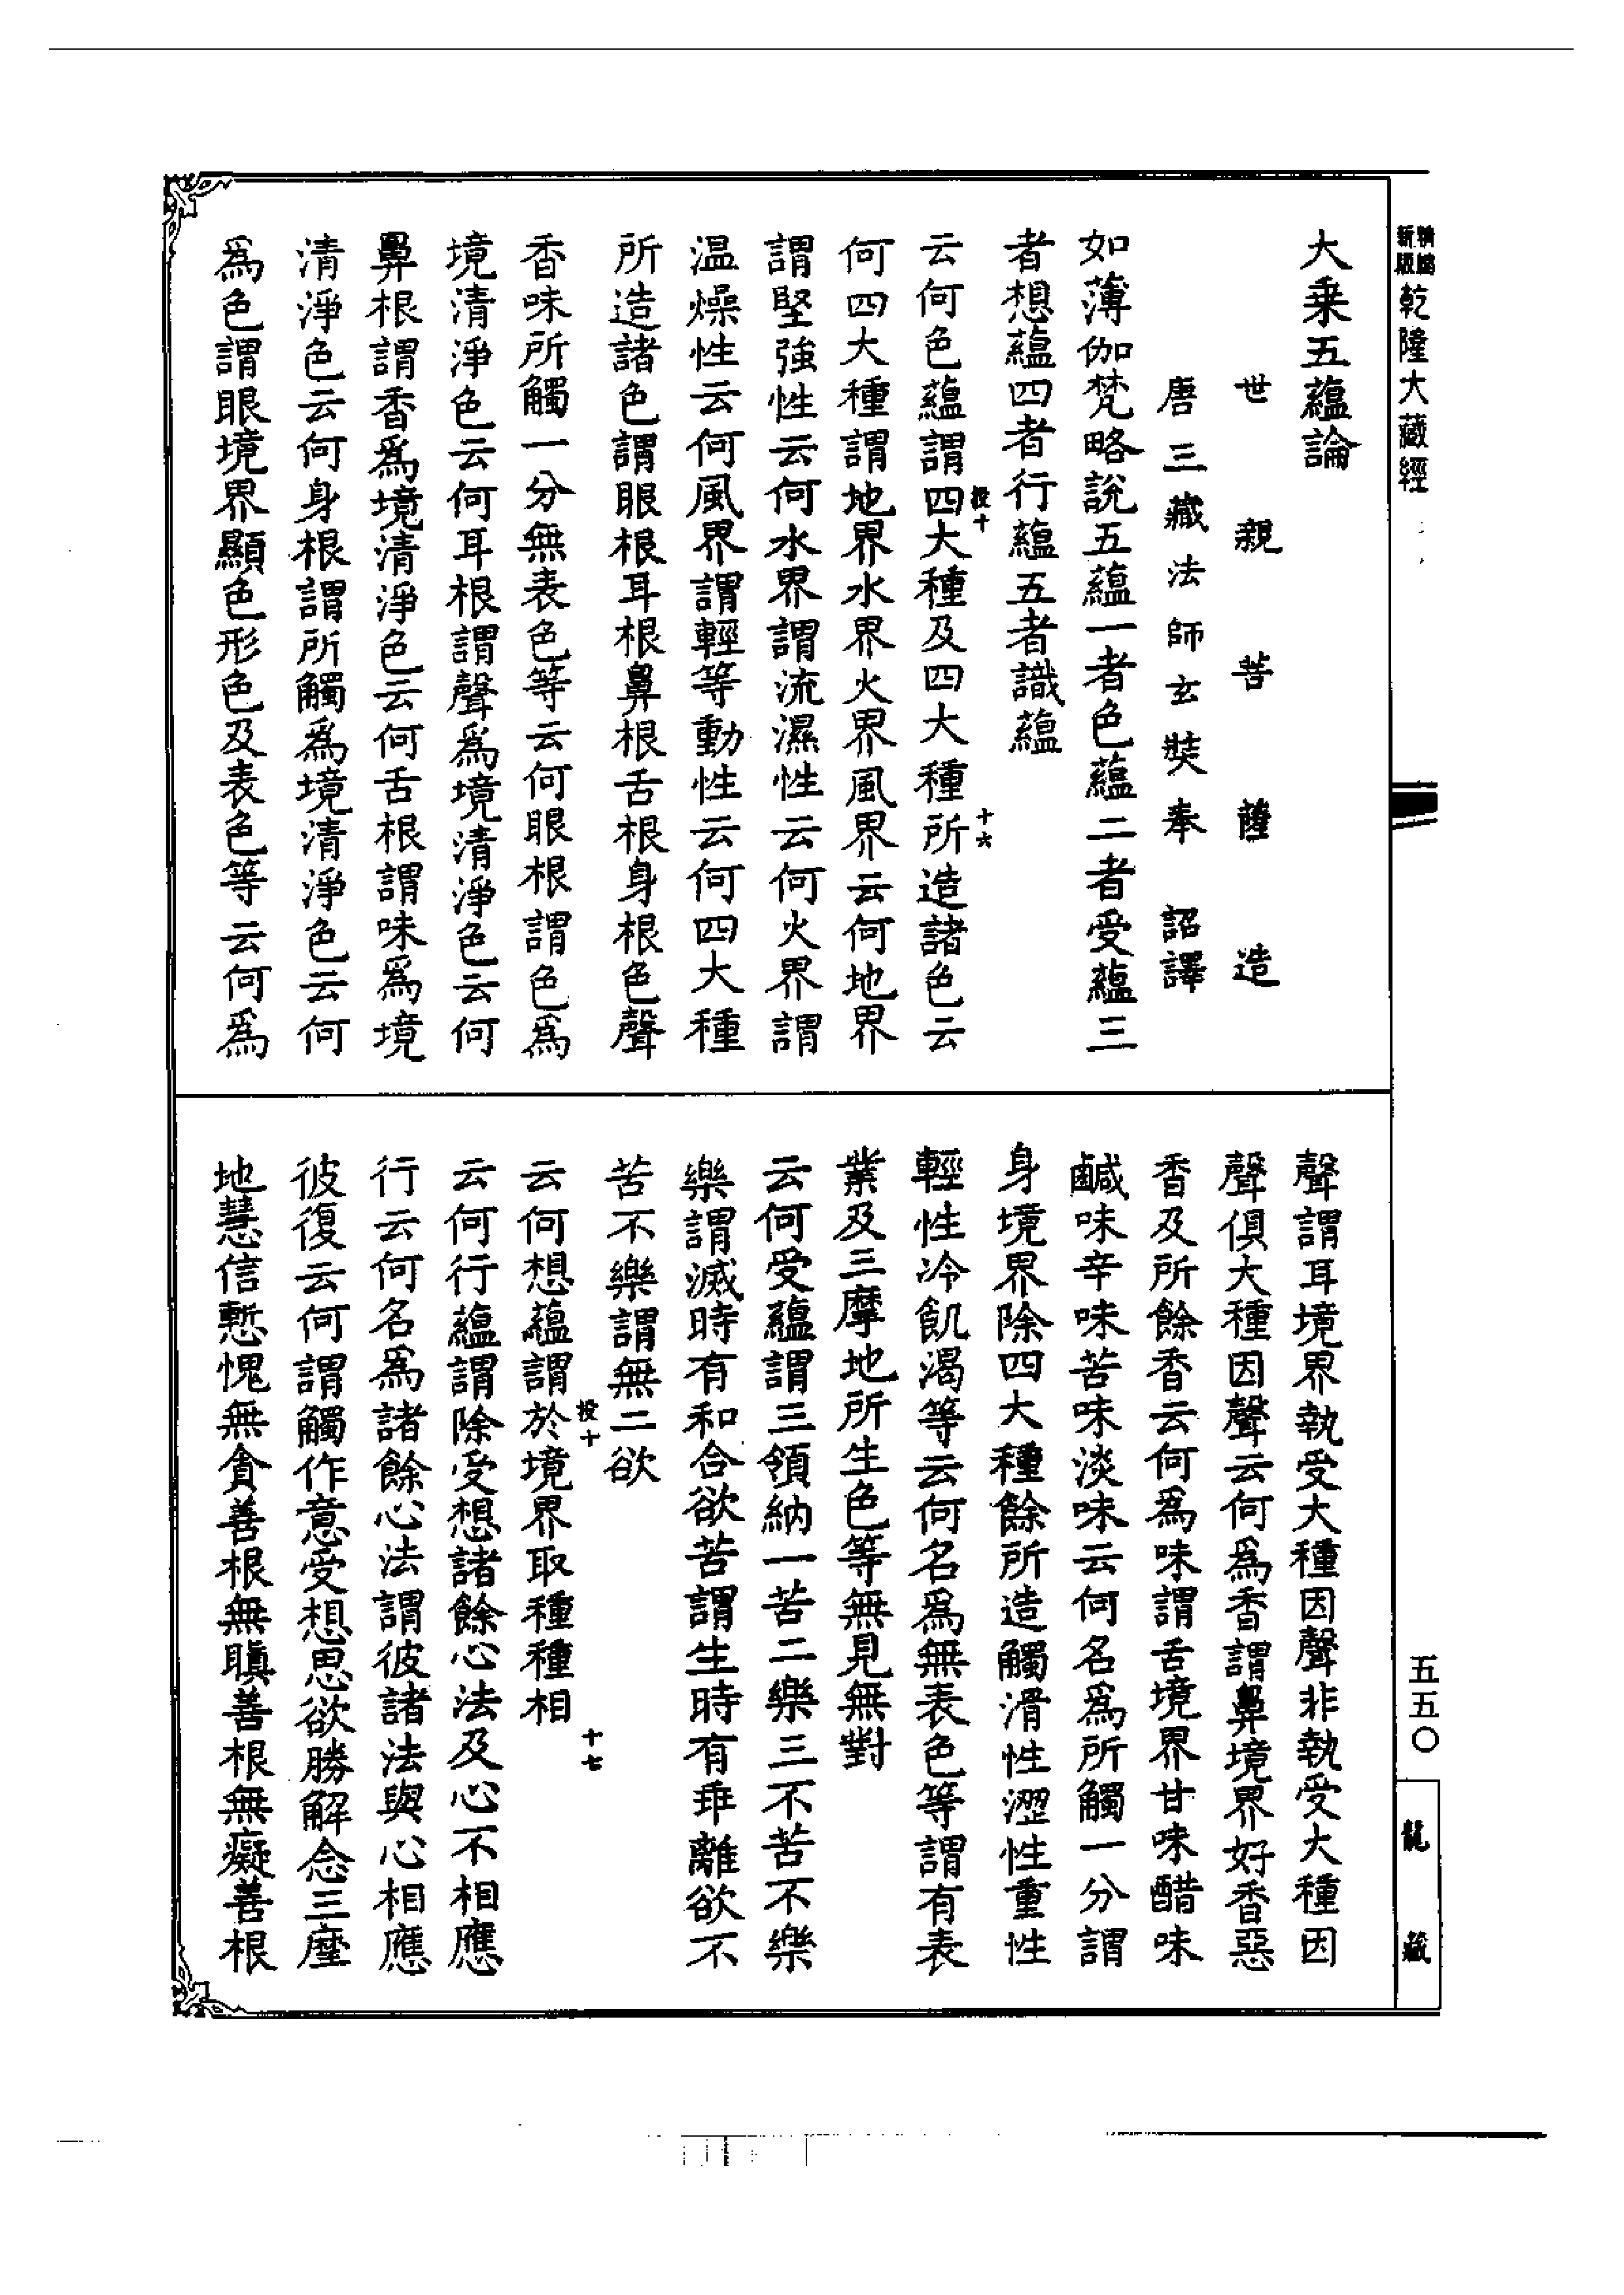 新版
精縮
乾隆大藏經
大乗五蘊論
世親菩薩造
唐三藏法師玄奘奉詔譯
如薄伽梵略說五蘊一者色蘊二者受蘊三
者想蘊四者行蘊五者識蘊
云何色蘊謂四大種及四大種所造諸色云
投十
十六
何四大種謂地界水界火界風界云何地界
謂堅強性云何水界謂流濕性云何火界謂
温燥性云何風界謂輕等動性云何四大種
所造諸色謂眼根耳根鼻根舌根身根色聲
香味所觸一分無表色等云何眼根謂色爲
境清淨色云何耳根謂聲爲境清淨色云何
鼻根謂香爲境清淨色云何舌根謂味爲境
清淨色云何身根謂所觸爲境清淨色云何
爲色謂眼境界顯色形色及表色等云何爲
聲謂耳境界執受大種因聲非執受大種因
聲俱大種因聲云何爲香謂鼻境界好香惡
香及所餘香云何爲味謂舌境界甘味醋味
鹹味辛味苦味淡味云何名爲所觸一分謂
身境界除四大種餘所造觸滑性澀性重性
輕性冷飢渴等云何名爲無表色等謂有表
業及三摩地所生色等無見無對
云何受蘊謂三領納一苦二樂三不苦不樂
樂謂滅時有和合欲苦謂生時有乖離欲不
苦不樂謂無二欲
云何想蘊謂於境界取種種相
投十
十七
云何行蘊謂除受想諸餘心法及心不相應
行云何名爲諸餘心法謂彼諸法與心相應
彼復云何謂觸作意受想思欲勝解念三摩
地慧信慙愧無貪善根無瞋善根無癡善根
五五〇
龍藏